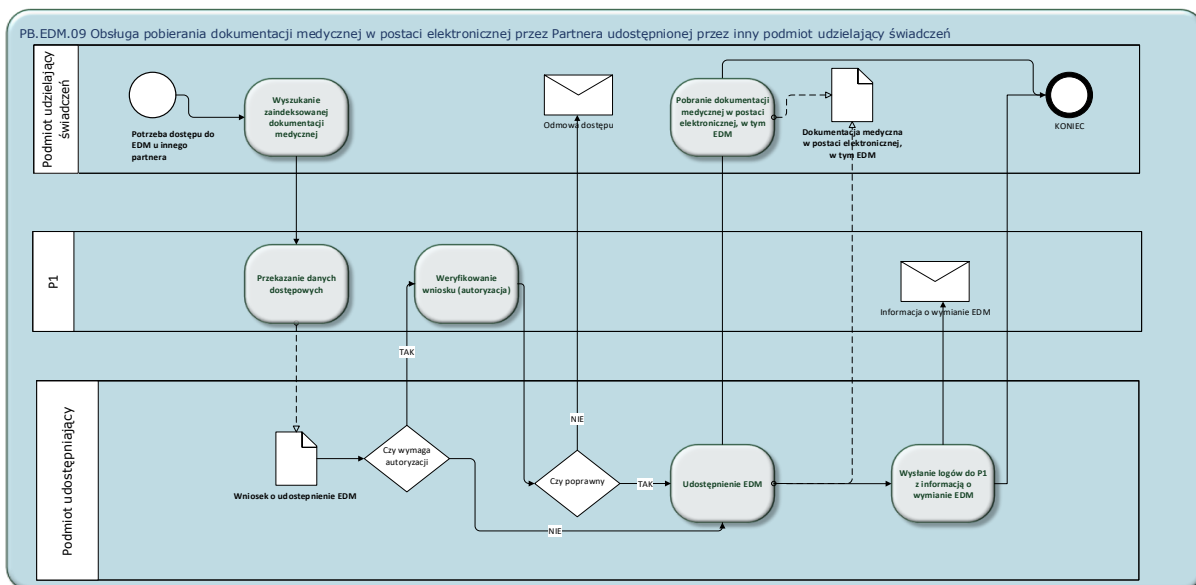 PB.EDM.09 Obsługa pobierania dokumentacji medycznej w postaci elektronicznej przez Partnera udostępnionej przez inny podmiot udzielający świadczeń
Podmiot udzielający
świadczeń
Potrzeba dostępu do
EDM u innego
partnera
Wyszukanie
zaindeksowanej
dokumentacji
medycznej
Odmowa dostępu
Pobranie dokumentacji
medycznej w postaci
elektronicznej, w tym
EDM
Dokumentacja medyczna
w postaci elektronicznej,
w tym EDM
KONIEC
P1
Przekazanie danych
dostępowych
Weryfikowanie
wniosku (autoryzacja)
Informacja o wymianie EDM
TAK
Podmiot udostępniający
Wniosek o udostepnienie EDM
Czy wymaga
autoryzacji
NIE
Czy poprawny
TAK
Udostępnienie EDM
Wysłanie logów do P1
z informacją o
wymianie EDM
NIE